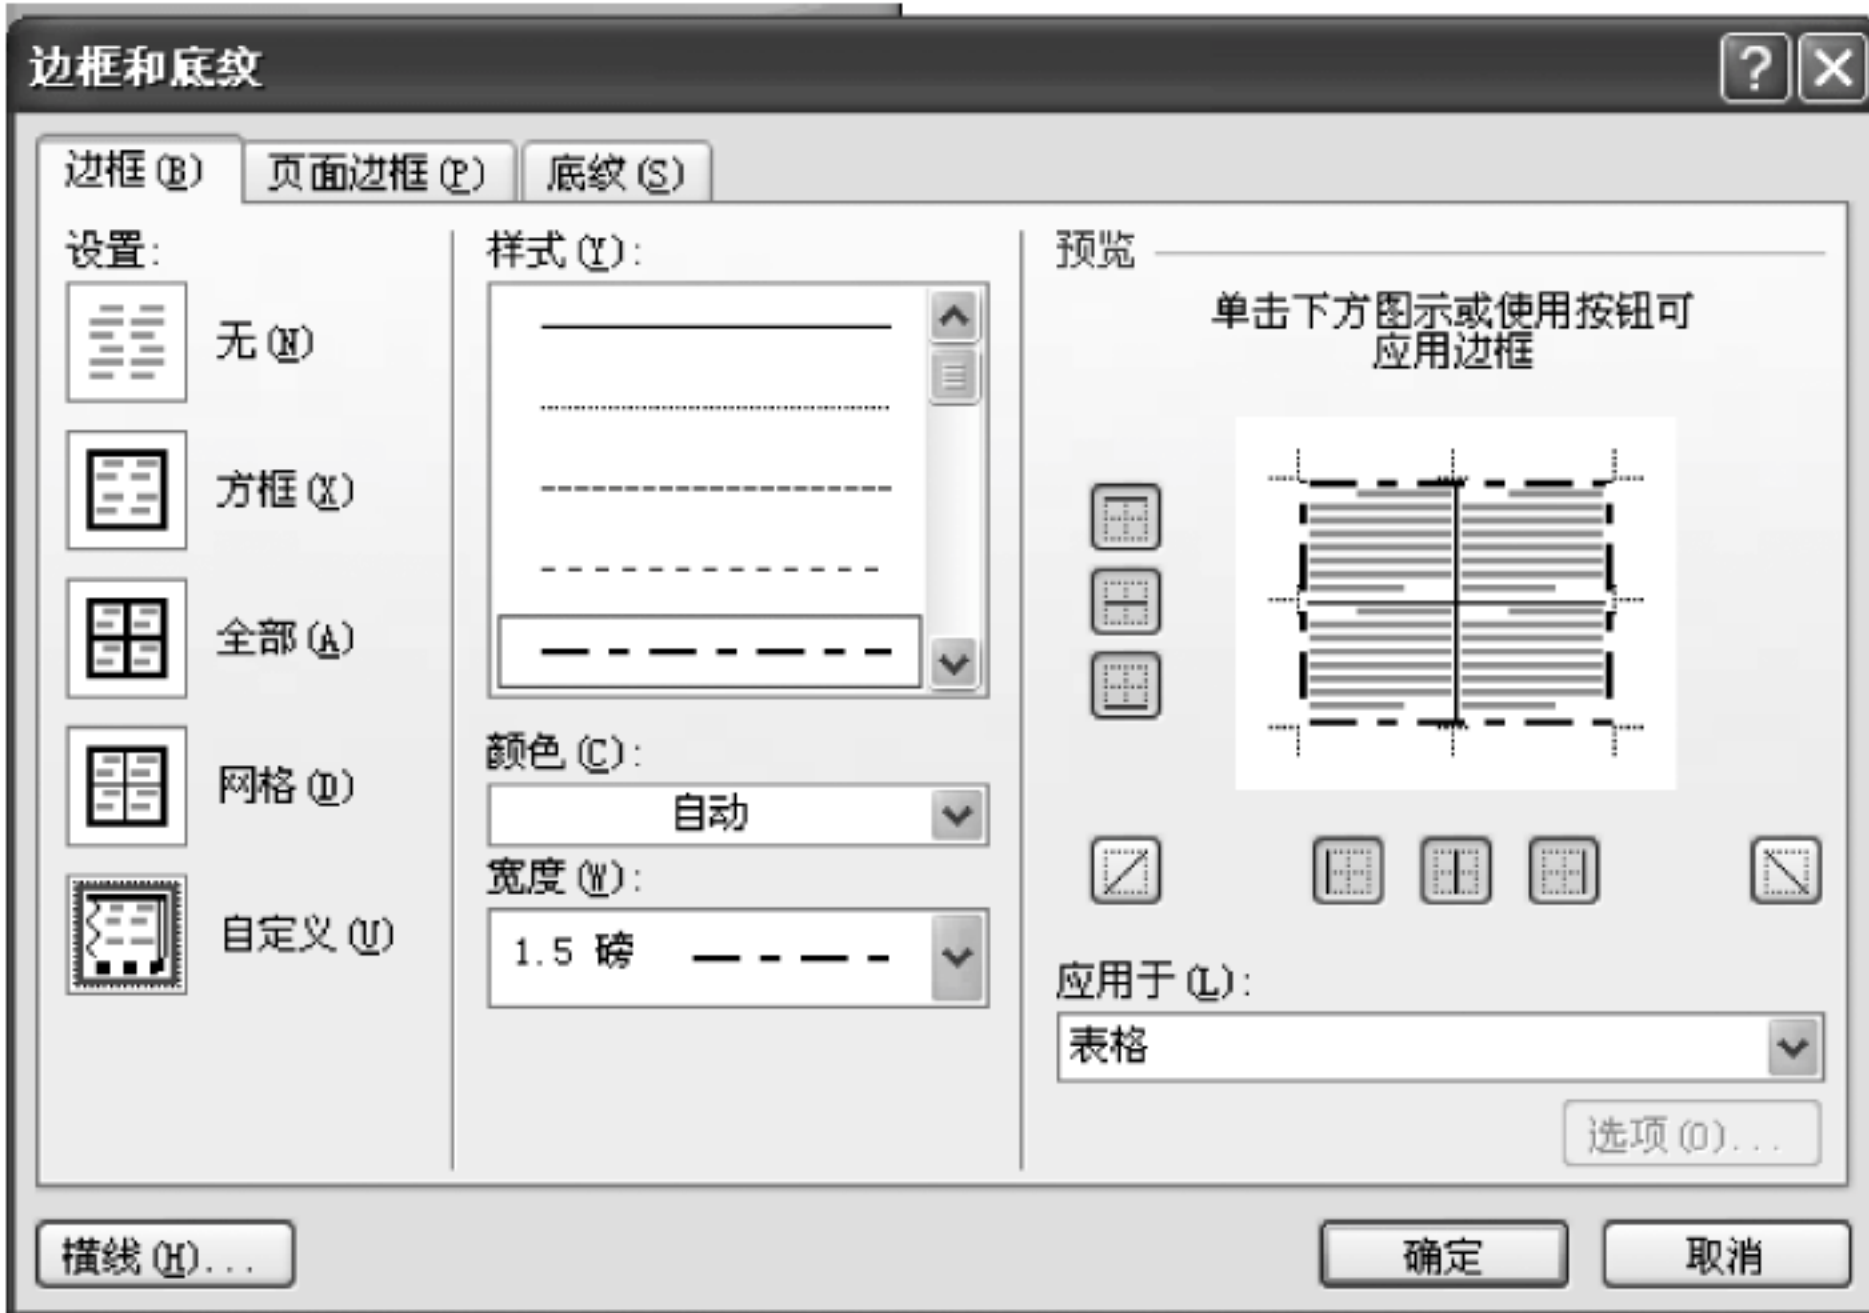 边框和底纹
边框(B)
页面边框(P)
底纹(S)
设置:
无(N)
方框(X)
全部(A)
网格(D)
自定义(U)
样式(Y):
颜色(C):
自动
宽度(W):
1.5 磅
预览
单击下方图示或使用按钮可
应用边框
应用于(L):
表格
选项(O)...
横线(H)...
确定
取消